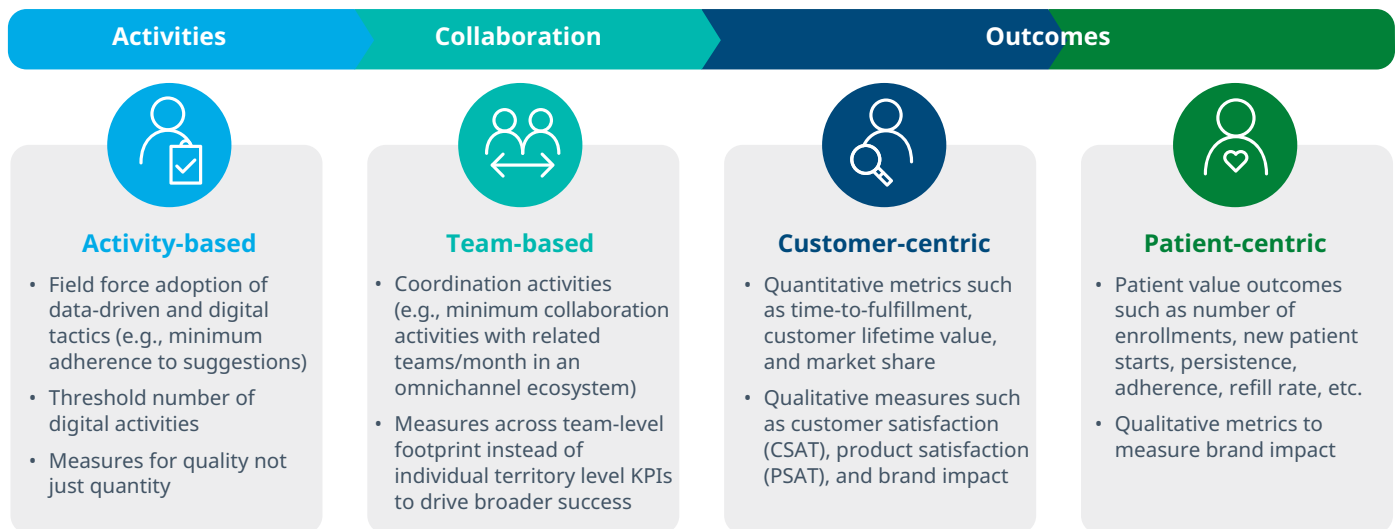 Activities
Collaboration
Outcomes
Activity-based
• Field force adoption of
data-driven and digital
tactics (e.g., minimum
adherence to suggestions)
• Threshold number of
digital activities
• Measures for quality not
just quantity
Team-based
• Coordination activities
(e.g., minimum collaboration
activities with related
teams/month in an
omnichannel ecosystem)
• Measures across team-level
footprint instead of
individual territory level KPIs
to drive broader success
Customer-centric
• Quantitative metrics such
as time-to-fulfillment,
customer lifetime value,
and market share
• Qualitative measures such
as customer satisfaction
(CSAT), product satisfaction
(PSAT), and brand impact
Patient-centric
• Patient value outcomes
such as number of
enrollments, new patient
starts, persistence,
adherence, refill rate, etc.
• Qualitative metrics to
measure brand impact